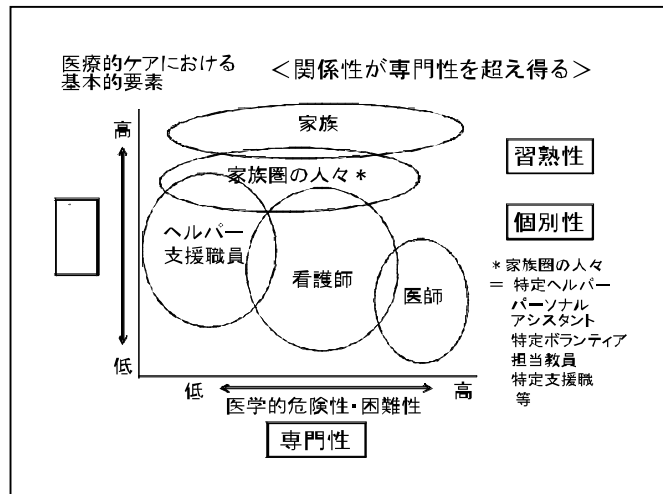 医療的ケアにおける
基本的要素
＜関係性が専門性を超え得る＞
高
家族
家族圏の人々＊
ヘルパー
支援職員
看護師
医師
低
習熟性
個別性
＊家族圏の人々
＝ 特定ヘルパー
パーソナル
アシスタント
特定ボランティア
担当教員
特定支援職
等
低
高
医学的危険性・困難性
専門性